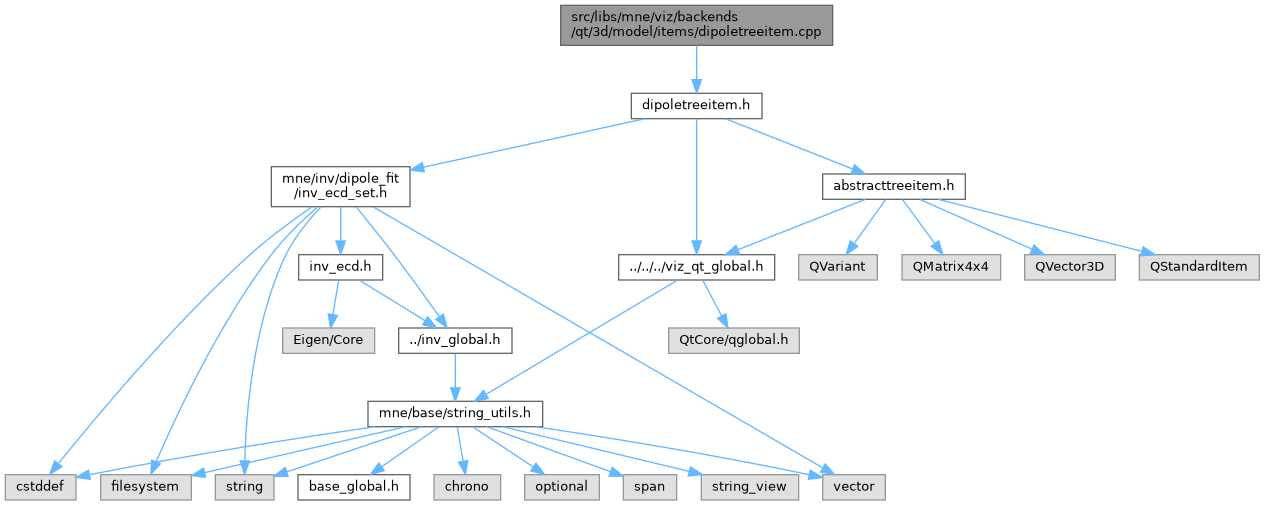 src/libs/mne/viz/backends
/qt/3d/model/items/dipoletreeitem.cpp
dipoletreeitem.h
mne/inv/dipole_fit
/inv_ecd_set.h
abstracttreeitem.h
inv_ecd.h
../../../viz_qt_global.h
QVariant
QMatrix4x4
QVector3D
QStandardItem
Eigen/Core
../inv_global.h
QtCore/qglobal.h
mne/base/string_utils.h
cstddef
filesystem
string
base_global.h
chrono
optional
span
string_view
vector